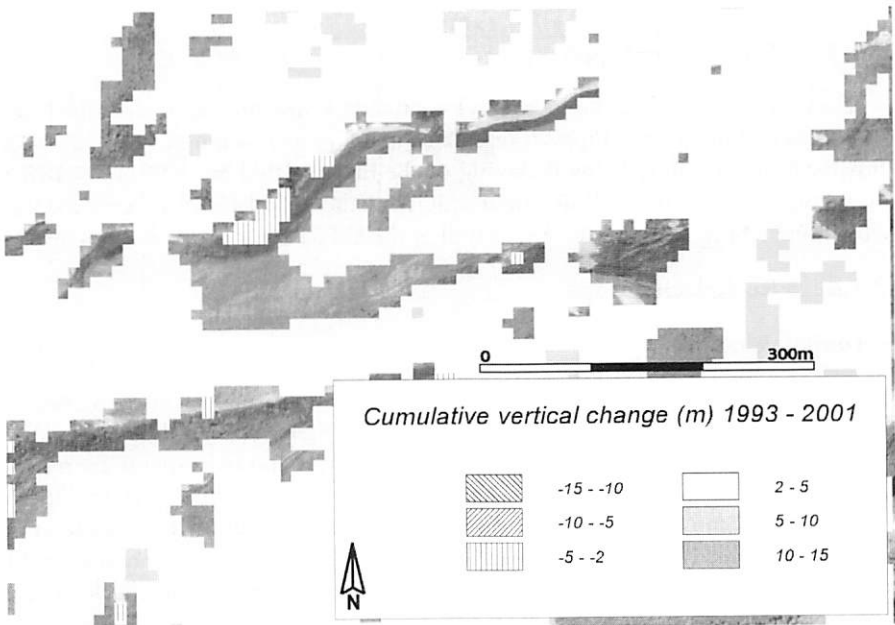 0 300m
Cumulative vertical change (m) 1993 - 2001
-15 - -10 2 - 5
-10 - -5 5 - 10
-5 - -2 10 - 15
N